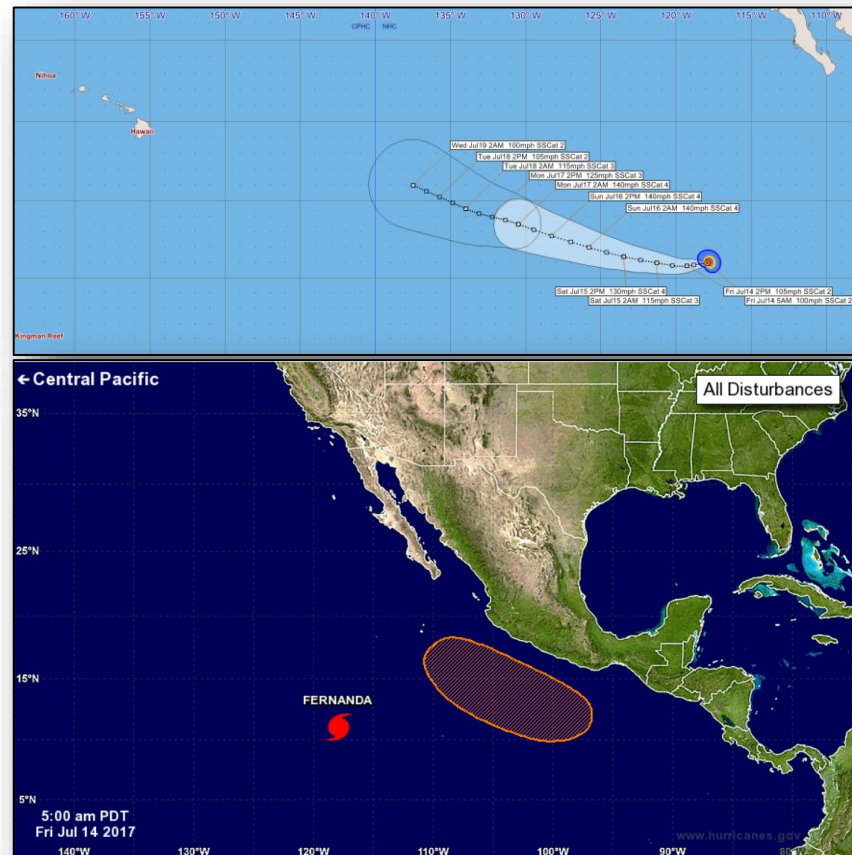 160° W 155° W 150° W 145° W 140° W 135° W 130° W 125° W 120° W 115° W 110° W
CPHC NHC
Nihoa
Hawaii
Wed Jul19 2AM 100mph SSCat 2
Tue Jul18 2PM 105mph SSCat 2
Tue Jul18 2AM 115mph SSCat 3
Mon Jul17 2PM 125mph SSCat 3
Mon Jul17 2AM 140mph SSCat 4
Sun Jul16 2PM 140mph SSCat 4
Sun Jul16 2AM 140mph SSCat 4
Sat Jul15 2PM 130mph SSCat 4
Fri Jul14 2PM 105mph SSCat 2
Sat Jul15 2AM 115mph SSCat 3
Fri Jul14 5AM 100mph SSCat 2
Kingman Reef
←Central Pacific
All Disturbances
35°N
25°N
15°N
FERNANDA
5°N
5:00 am PDT
Fri Jul 14 2017
www.hurricanes.gov
140°W 130°W 120°W 110°W 100°W 90°W 80°W